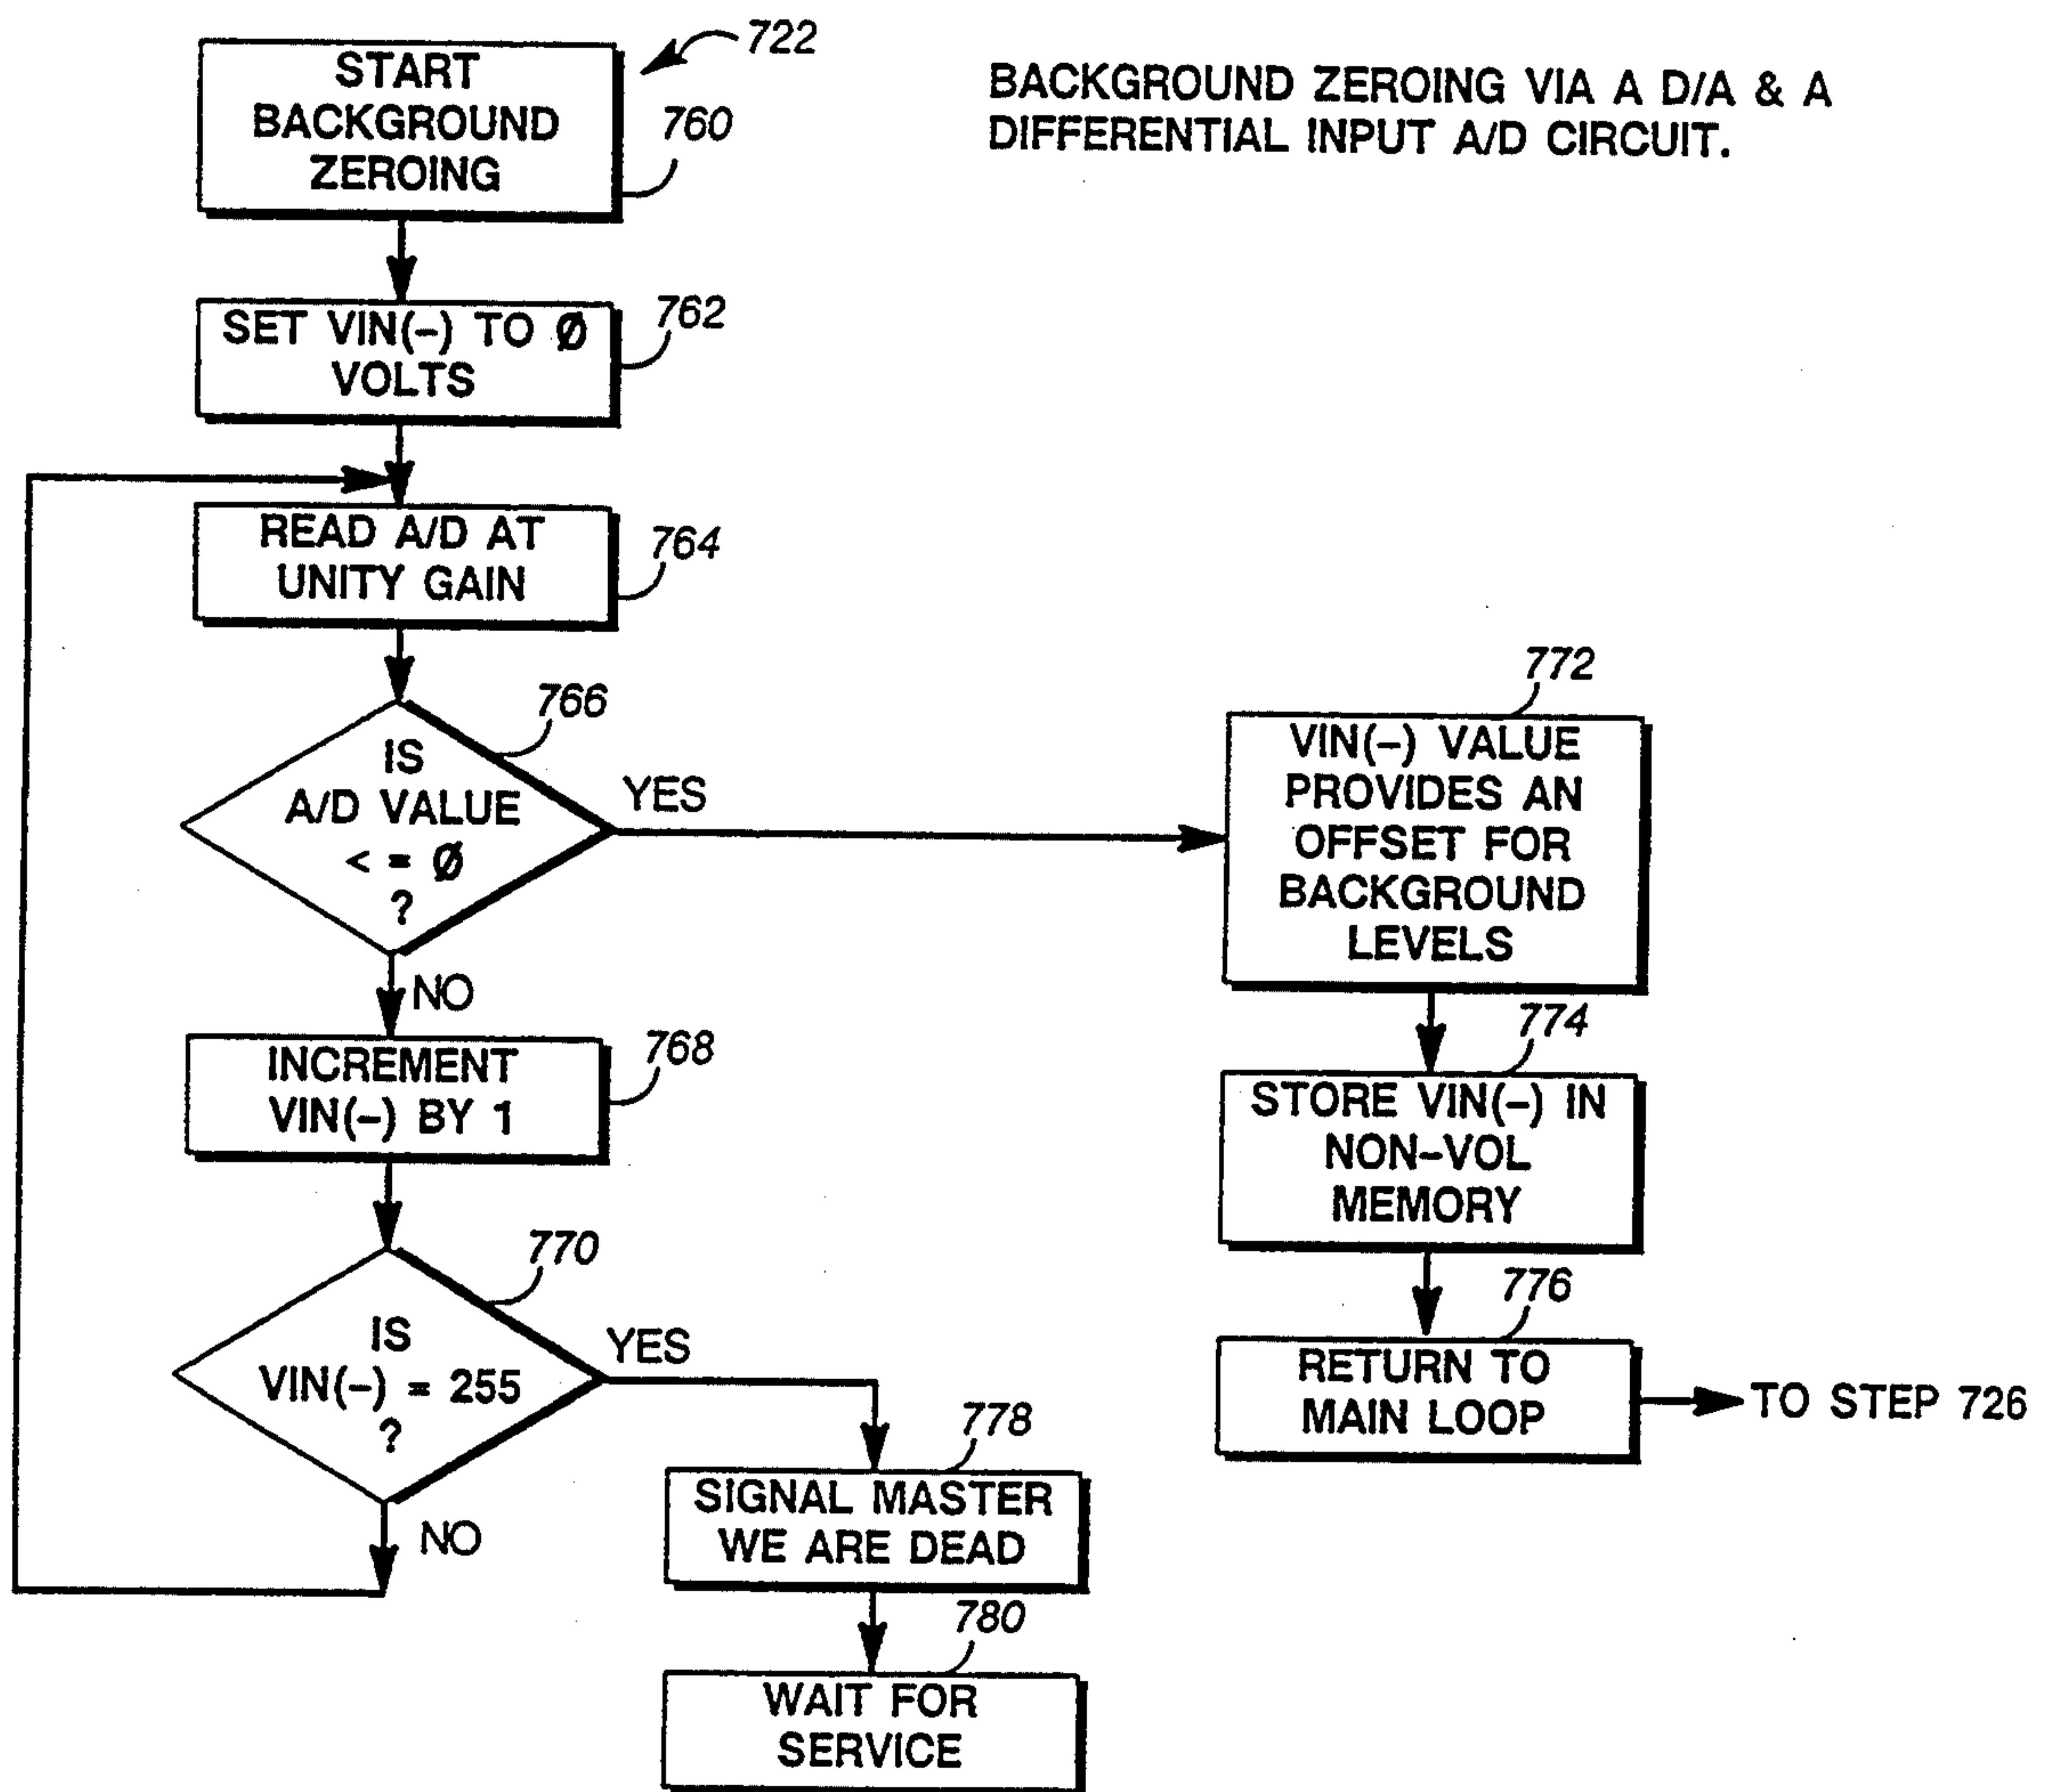 722
START
BACKGROUND
ZEROING
760
BACKGROUND ZEROING VIA A D/A & A
DIFFERENTIAL INPUT A/D CIRCUIT.
SET VIN(-) TO Ø
VOLTS
762
READ A/D AT
UNITY GAIN
764
IS
A/D VALUE
< = Ø
?
766
YES
NO
INCREMENT
VIN(-) BY 1
768
IS
VIN(-) = 255
?
770
YES
NO
772
VIN(-) VALUE
PROVIDES AN
OFFSET FOR
BACKGROUND
LEVELS
774
STORE VIN(-) IN
NON-VOL
MEMORY
776
RETURN TO
MAIN LOOP
TO STEP 726
778
SIGNAL MASTER
WE ARE DEAD
780
WAIT FOR
SERVICE